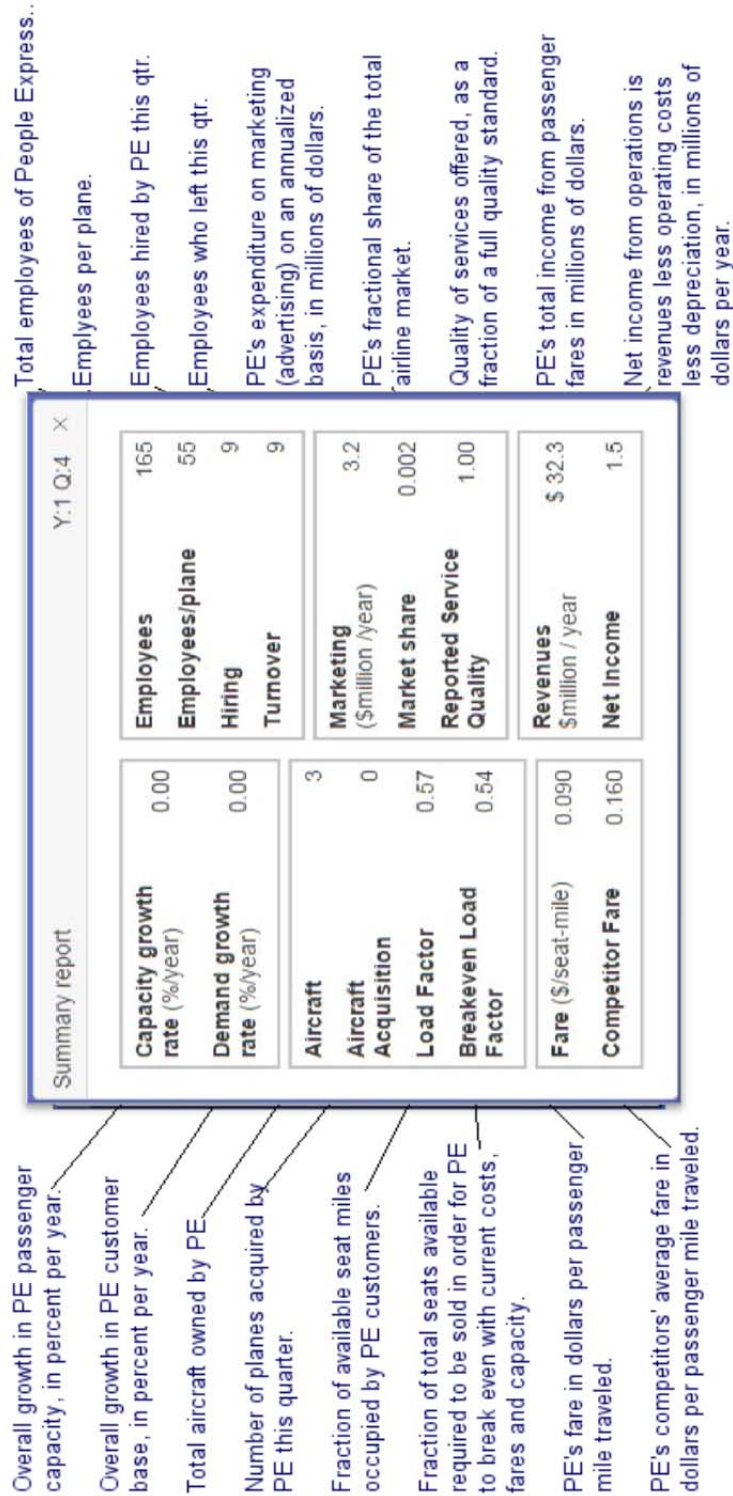 Overall growth in PE passenger
capacity, in percent per year.
Overall growth in PE customer
base, in percent per year.
Total aircraft owned by PE.
Number of planes acquired by
PE this quarter.
Fraction of available seat miles
occupied by PE customers.
Fraction of total seats available
required to be sold in order for PE
to break even with current costs,
fares and capacity.
PE's fare in dollars per passenger
mile traveled.
PE's competitors' average fare in
dollars per passenger mile traveled.
Summary report Y:1 Q:4 X
Capacity growth
rate (%/year) 0.00
Demand growth
rate (%/year) 0.00
Aircraft 3
Aircraft 0
Acquisition
Load Factor 0.57
Breakeven Load 0.54
Factor
Fare ($/seat-mile) 0.090
Competitor Fare 0.160
Employees 165
Employees/plane 55
Hiring 9
Turnover 9
Marketing 3.2
($million /year)
Market share 0.002
Reported Service 1.00
Quality
Revenues $ 32.3
$million / year
Net Income 1.5
Total employees of People Express..
Emplyees per plane.
Employees hired by PE this qtr.
Employees who left this qtr.
PE's expenditure on marketing
(advertising) on an annualized
basis, in millions of dollars.
PE's fractional share of the total
airline market.
Quality of services offered, as a
fraction of a full quality standard.
PE's total income from passenger
fares in millions of dollars.
Net income from operations is
revenues less operating costs
less depreciation, in millions of
dollars per year.